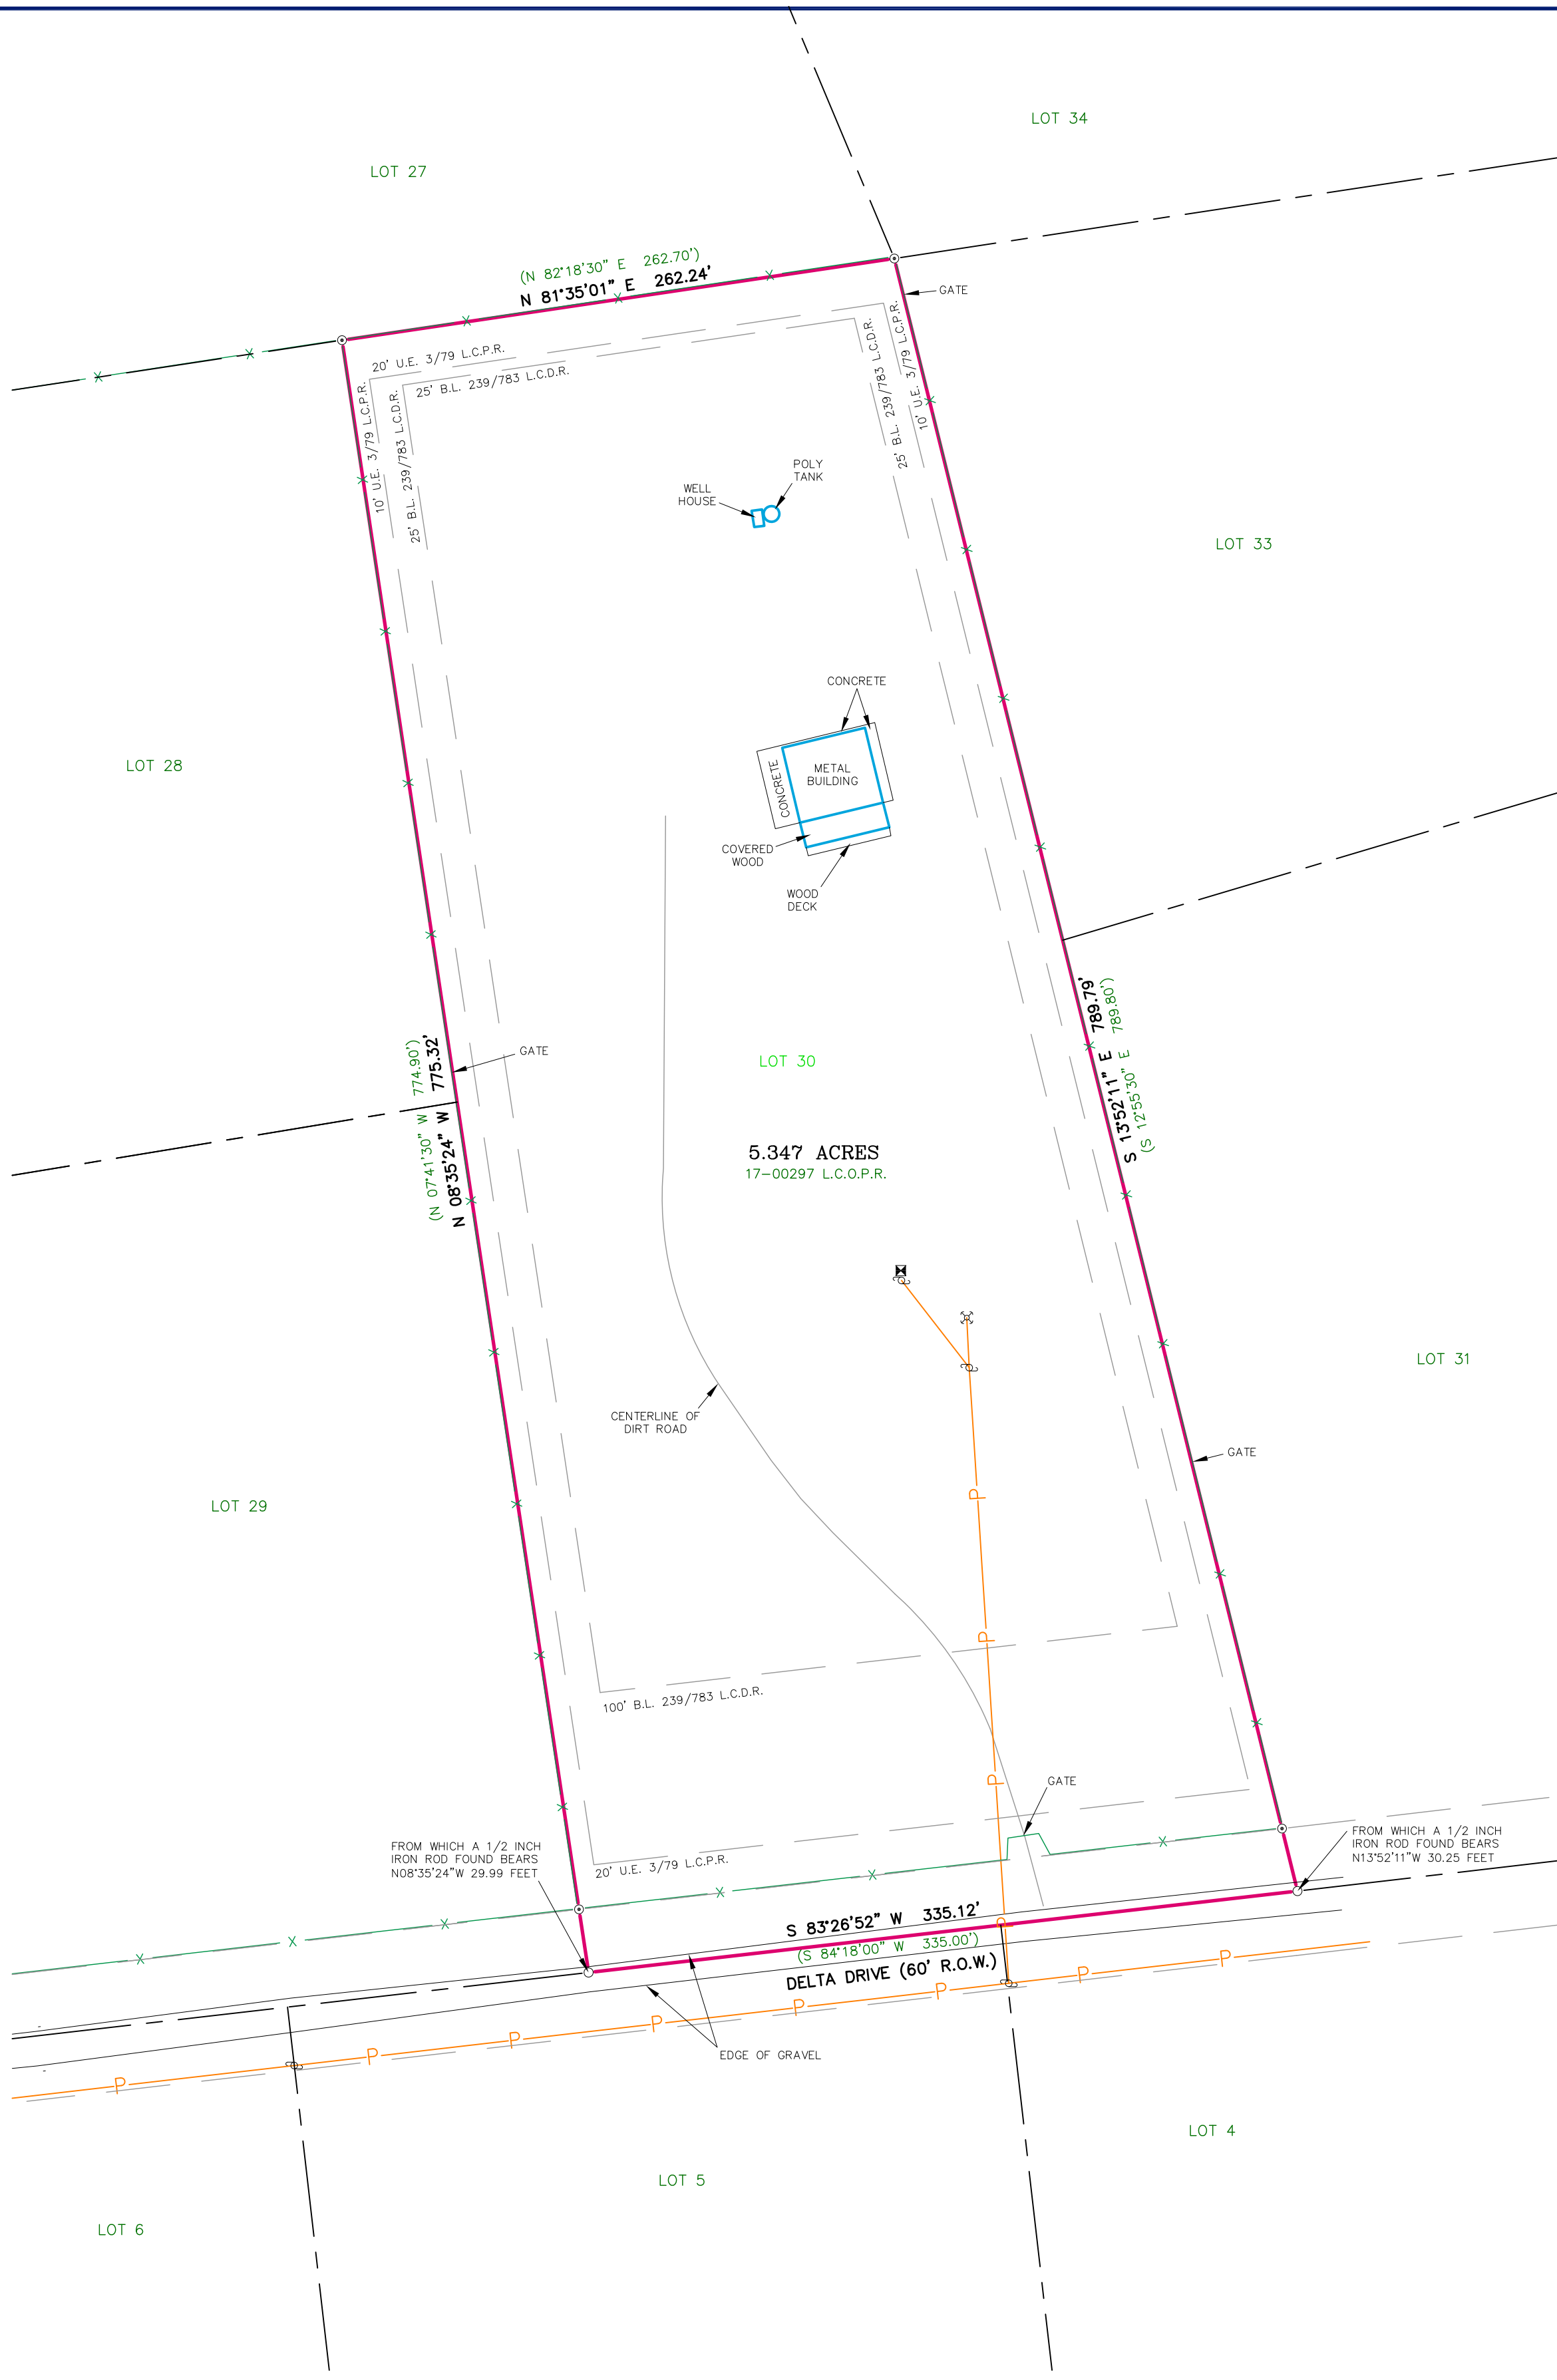 LOT 34
LOT 27
(N 82°18'30" E 262.70')
N 81°35'01" E 262.24'
GATE
20' U.E. 3/79 L.C.P.R.
25' B.L. 239/783 L.C.D.R.
10' U.E. 3/79 L.C.P.R.
25' B.L. 239/783 L.C.D.R.
25' B.L. 239/783 L.C.D.R.
10' U.E. 3/79 L.C.P.R.
POLY
TANK
WELL
HOUSE
LOT 33
CONCRETE
LOT 28
METAL
BUILDING
CONCRETE
COVERED
WOOD
WOOD
DECK
GATE
(N 07°41'30" W 774.90')
N 08°35'24" W 775.32'
LOT 30
S 13°52'11" E 789.79'
(S 12°55'30" E 789.80')
5.347 ACRES
17-00297 L.C.O.P.R.
LOT 31
CENTERLINE OF
DIRT ROAD
GATE
LOT 29
P
P
100' B.L. 239/783 L.C.D.R.
P
GATE
FROM WHICH A 1/2 INCH
IRON ROD FOUND BEARS
N08°35'24"W 29.99 FEET
FROM WHICH A 1/2 INCH
IRON ROD FOUND BEARS
N13°52'11"W 30.25 FEET
20' U.E. 3/79 L.C.P.R.
S 83°26'52" W 335.12'
(S 84°18'00" W 335.00')
DELTA DRIVE (60' R.O.W.)
P
P
P
P
P
P
P
P
P
EDGE OF GRAVEL
LOT 4
LOT 5
LOT 6